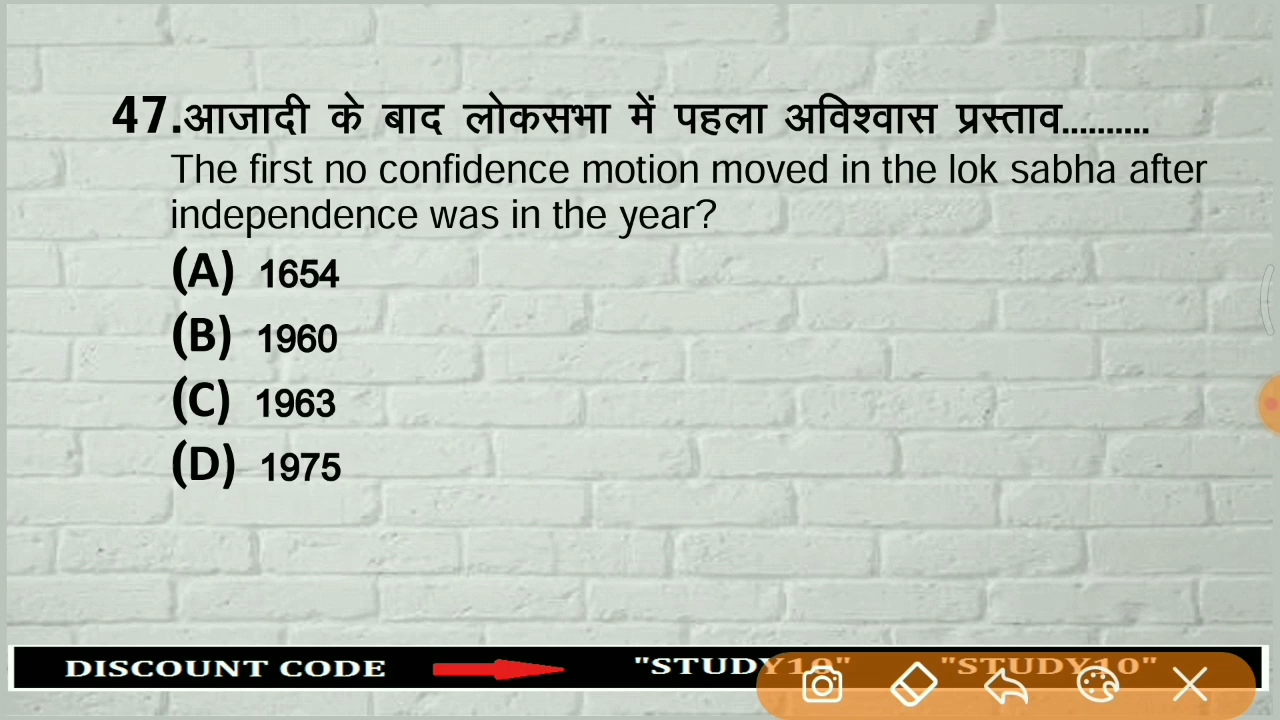 47.आजादी के बाद लोकसभा में पहला अविश्वास प्रस्ताव..........
The first no confidence motion moved in the lok sabha after
independence was in the year?
(A) 1654
(B) 1960
(C) 1963
(D) 1975
DISCOUNT CODE "STUDY10" "STUDY10"